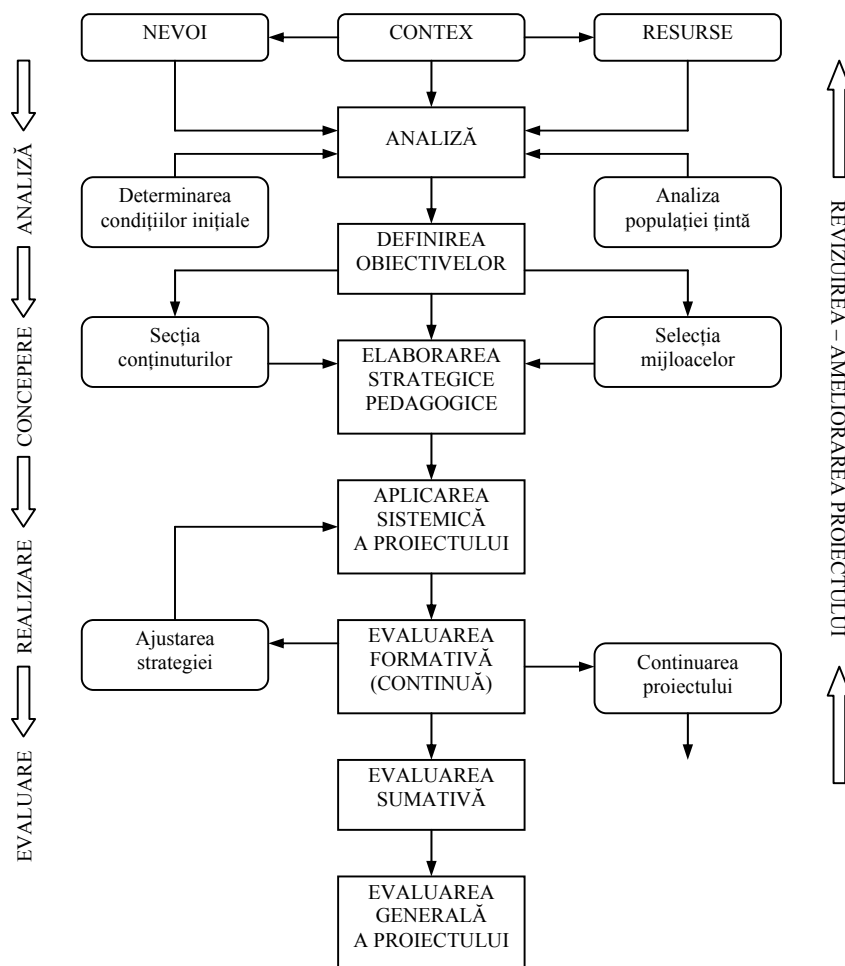 NEVOI
CONTEX
RESURSE
ANALIZĂ
Determinarea
condițiilor inițiale
Analiza
populației țintă
DEFINIREA
OBIECTIVELOR
Secția
conținuturilor
Selecția
mijloacelor
ELABORAREA
STRATEGICE
PEDAGOGICE
APLICAREA
SISTEMICĂ
A PROIECTULUI
Ajustarea
strategiei
EVALUAREA
FORMATIVĂ
(CONTINUĂ)
Continuarea
proiectului
EVALUAREA
SUMATIVĂ
EVALUAREA
GENERALĂ
A PROIECTULUI
ANALIZĂ
CONCEPERE
REALIZARE
EVALUARE
REVIZUIREA – AMELIORAREA PROIECTULUI